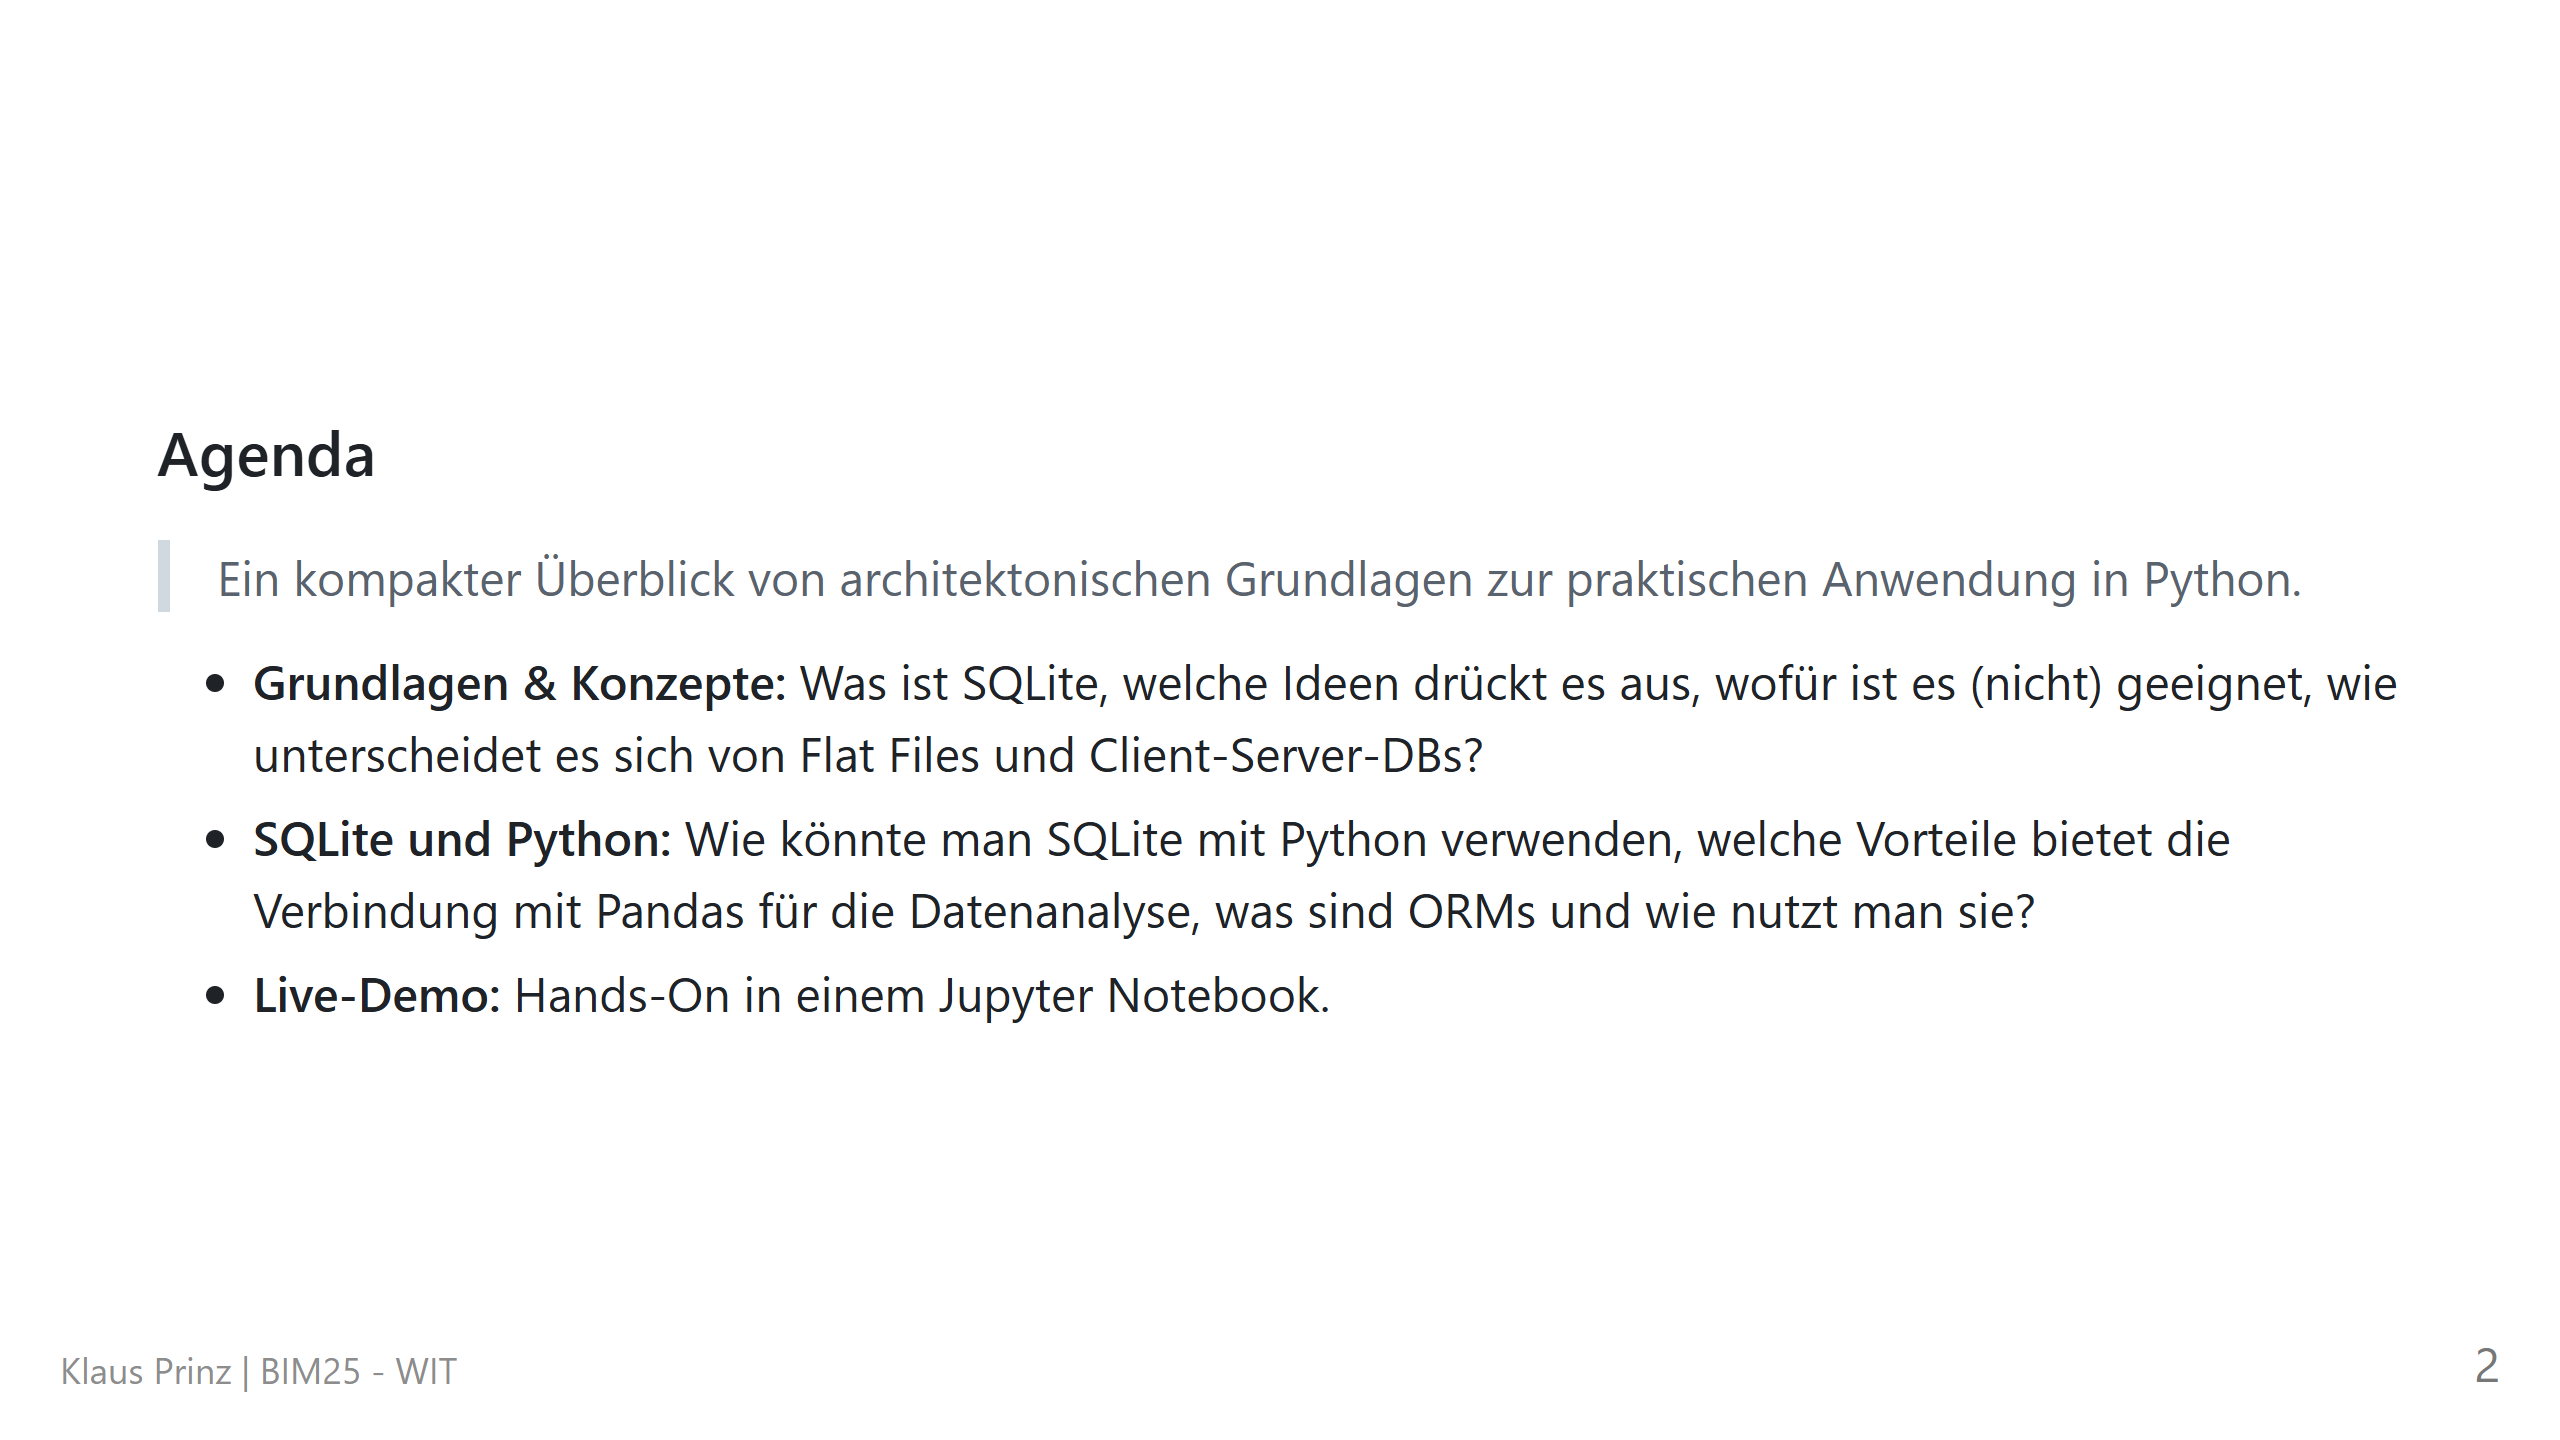 Agenda
Ein kompakter Überblick von architektonischen Grundlagen zur praktischen Anwendung in Python.
• Grundlagen & Konzepte: Was ist SQLite, welche Ideen drückt es aus, wofür ist es (nicht) geeignet, wie
unterscheidet es sich von Flat Files und Client-Server-DBs?
• SQLite und Python: Wie könnte man SQLite mit Python verwenden, welche Vorteile bietet die
Verbindung mit Pandas für die Datenanalyse, was sind ORMs und wie nutzt man sie?
• Live-Demo: Hands-On in einem Jupyter Notebook.
Klaus Prinz | BIM25 - WIT
2